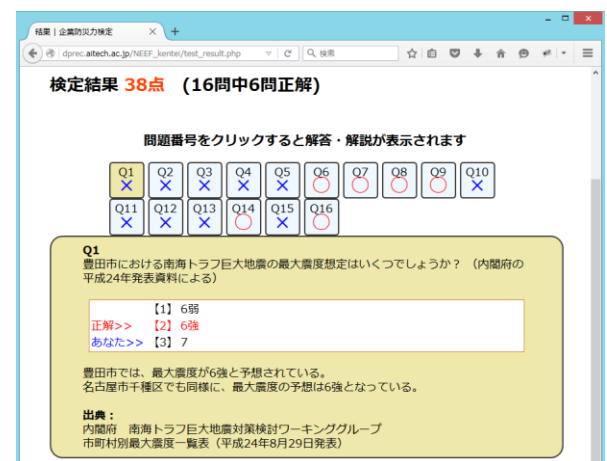 結果 | 企業防災力検定
dprec.aitech.ac.jp/NEEF_kentei/test_result.php
検索
検定結果 38点 (16問中6問正解)
問題番号をクリックすると解答・解説が表示されます
Q1 Q2 Q3 Q4 Q5 Q6 Q7 Q8 Q9 Q10
× × × × × ○ ○ ○ ○ ×
Q11 Q12 Q13 Q14 Q15 Q16
× × × ○ × ○
Q1
豊田市における南海トラフ巨大地震の最大震度想定はいくつでしょうか？ （内閣府の
平成24年発表資料による）
【1】 6弱
正解>> 【2】 6強
あなた>> 【3】 7
豊田市では、最大震度が6強と予想されている。
名古屋市千種区でも同様に、最大震度の予想は6強となっている。
出典：
内閣府 南海トラフ巨大地震対策検討ワーキンググループ
市町村別最大震度一覧表（平成24年8月29日発表）